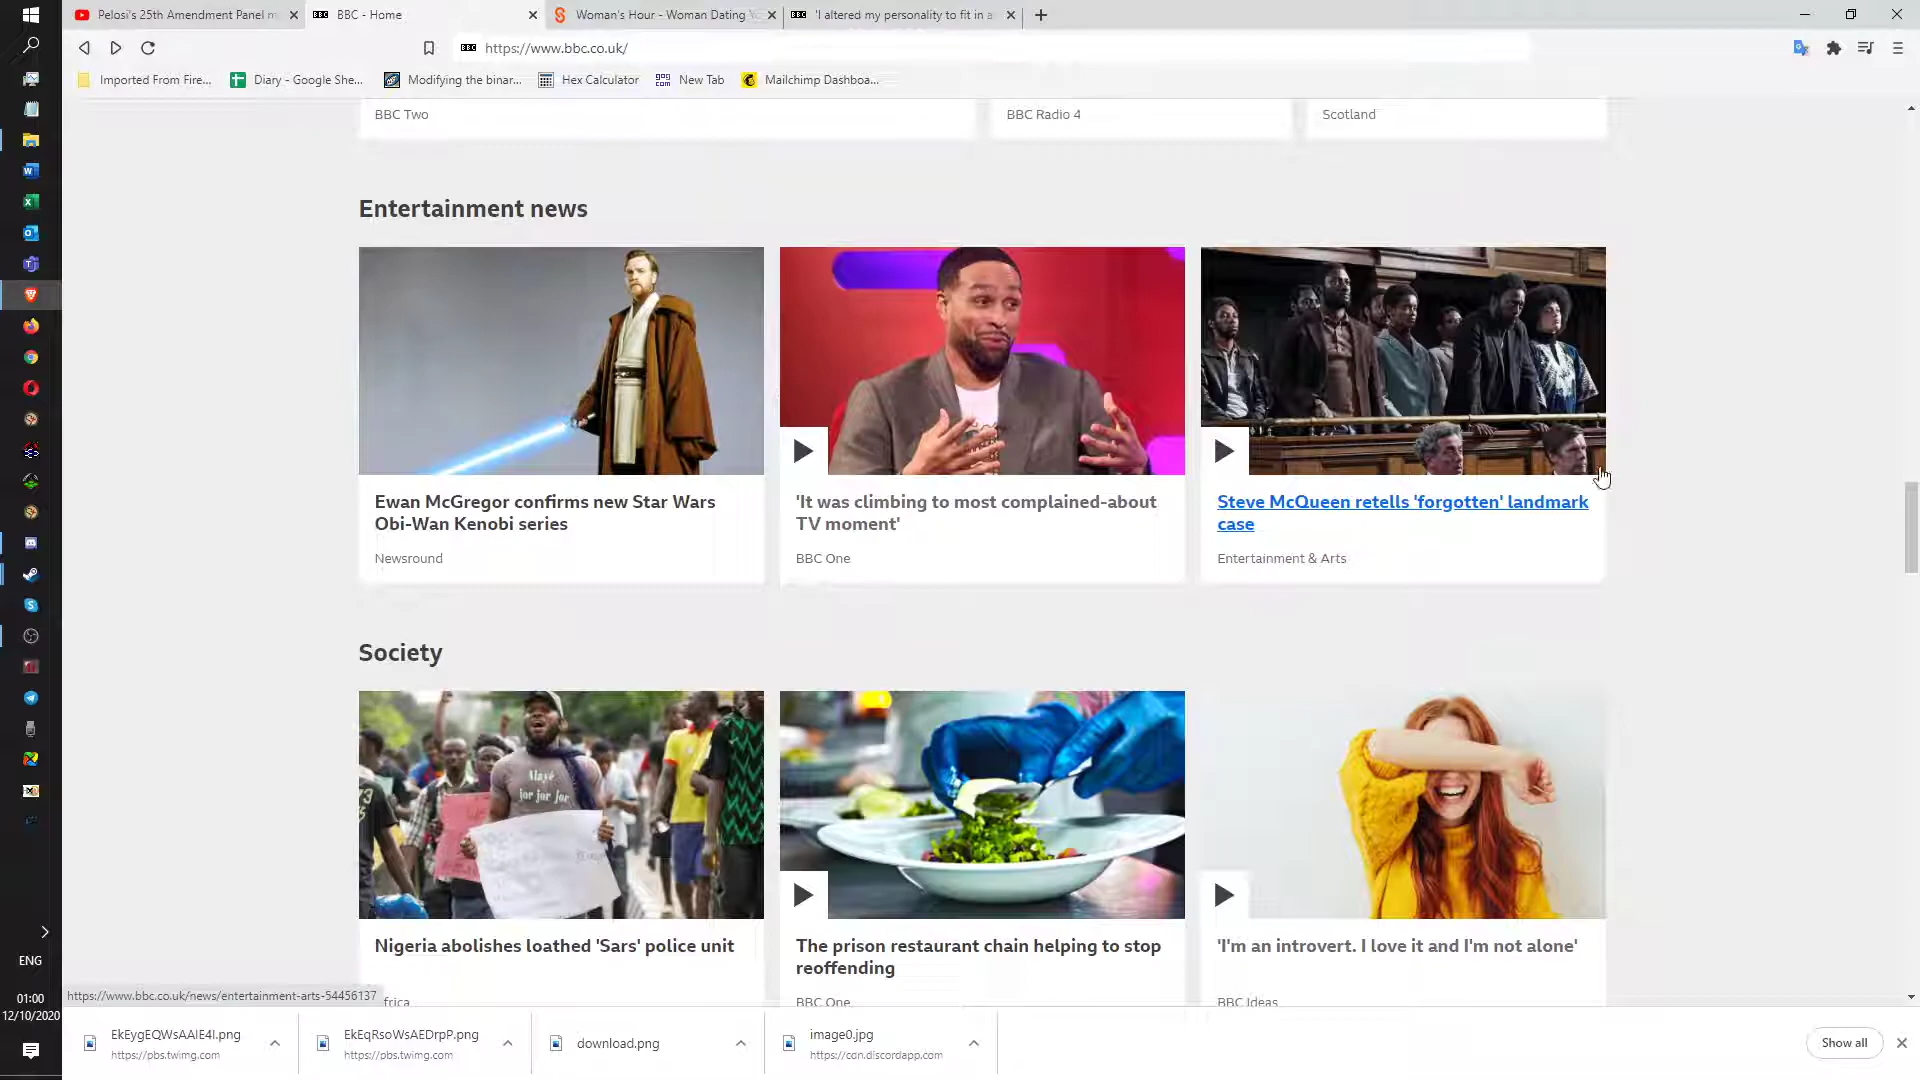 Pelosi's 25th Amendment Panel m
BBC - Home
Woman's Hour - Woman Dating Yo
'I altered my personality to fit in a
https://www.bbc.co.uk/
Imported From Fire...
Diary - Google She...
Modifying the binar...
Hex Calculator
New Tab
Mailchimp Dashboa...
BBC Two
BBC Radio 4
Scotland
Entertainment news
Ewan McGregor confirms new Star Wars
Obi-Wan Kenobi series
Newsround
'It was climbing to most complained-about
TV moment'
BBC One
Steve McQueen retells 'forgotten' landmark
case
Entertainment & Arts
Society
Alaye
jor jor jor
Nigeria abolishes loathed 'Sars' police unit
frica
The prison restaurant chain helping to stop
reoffending
BBC One
'I'm an introvert. I love it and I'm not alone'
BBC Ideas
https://www.bbc.co.uk/news/entertainment-arts-54456137
ENG
01:00
12/10/2020
EkEygEQWsAAIE4I.png
https://pbs.twimg.com
EkEqRsoWsAEDrpP.png
https://pbs.twimg.com
download.png
image0.jpg
https://cdn.discordapp.com
Show all